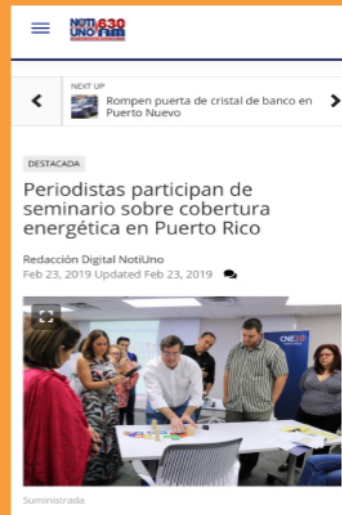 NOTI
UNO 630
AM
NEXT UP
Rompen puerta de cristal de banco en
Puerto Nuevo
DESTACADA
Periodistas participan de
seminario sobre cobertura
energética en Puerto Rico
Redacción Digital NotiUno
Feb 23, 2019 Updated Feb 23, 2019
CNE
Suministrada